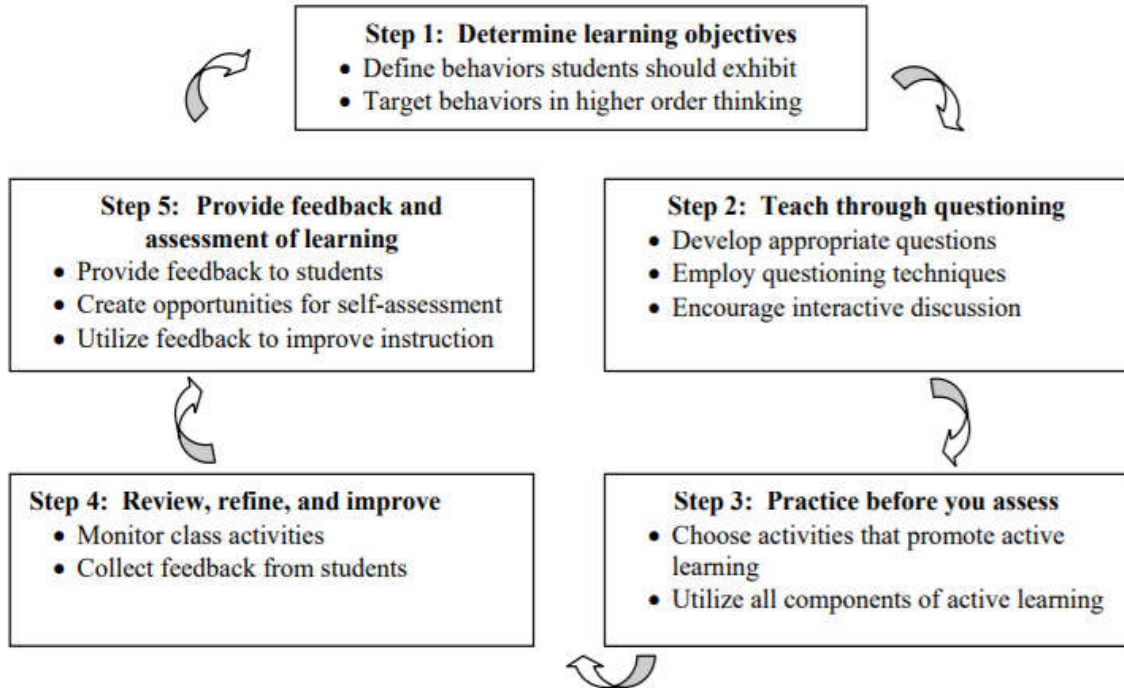 Step 1: Determine learning objectives
• Define behaviors students should exhibit
• Target behaviors in higher order thinking
Step 2: Teach through questioning
• Develop appropriate questions
• Employ questioning techniques
• Encourage interactive discussion
Step 3: Practice before you assess
• Choose activities that promote active
learning
• Utilize all components of active learning
Step 4: Review, refine, and improve
• Monitor class activities
• Collect feedback from students
Step 5: Provide feedback and
assessment of learning
• Provide feedback to students
• Create opportunities for self-assessment
• Utilize feedback to improve instruction